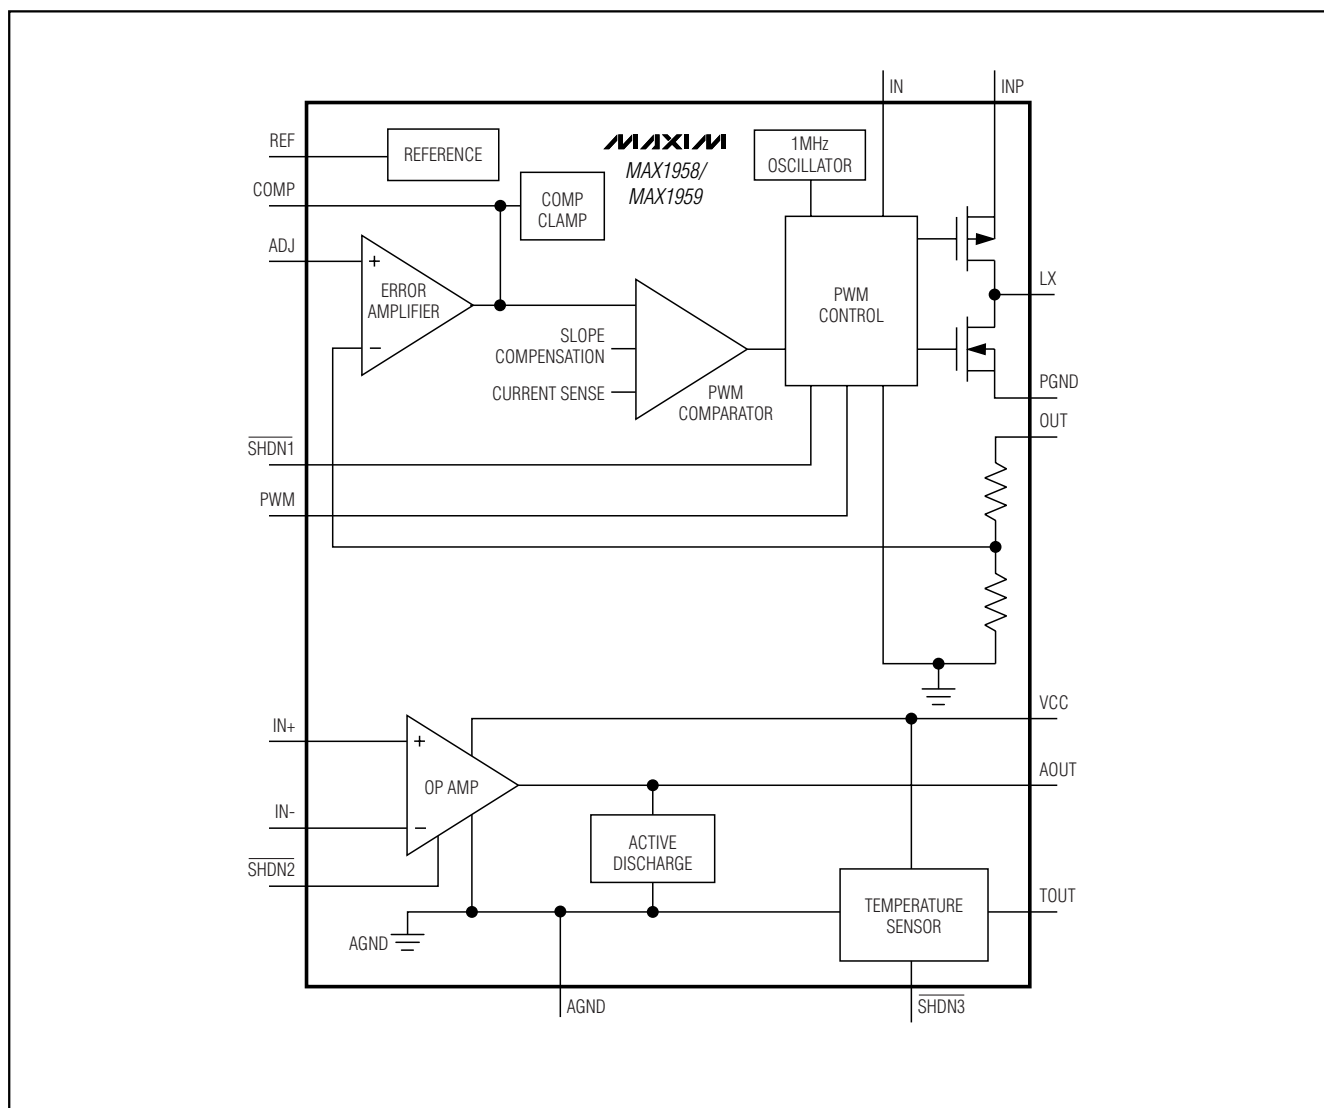 IN
INP
REF
REFERENCE
MAXIM
MAX1958/
MAX1959
1MHz
OSCILLATOR
COMP
COMP
CLAMP
ADJ
+
ERROR
AMPLIFIER
−
SLOPE
COMPENSATION
CURRENT SENSE
PWM
COMPARATOR
PWM
CONTROL
LX
PGND
OUT
SHDN1
PWM
VCC
IN+
+
OP AMP
AOUT
IN-
−
ACTIVE
DISCHARGE
SHDN2
TEMPERATURE
SENSOR
TOUT
AGND
AGND
SHDN3